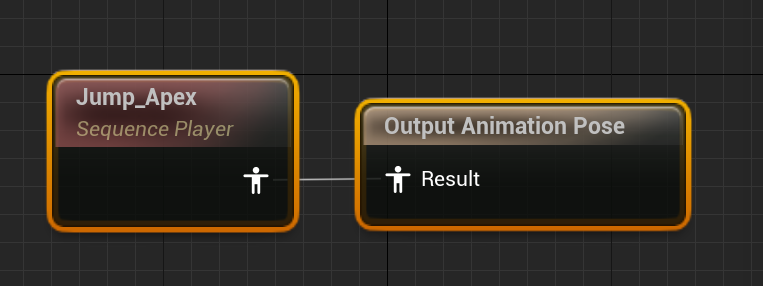 Jump_Apex
Sequence Player
Output Animation Pose
Result